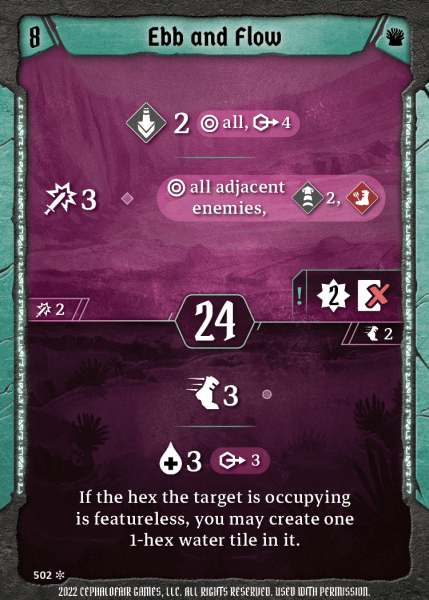 8
Ebb and Flow
2 all, 4
3
all adjacent
enemies, 2,
! 2
2
24
2
3
3 3
If the hex the target is occupying
is featureless, you may create one
1-hex water tile in it.
502
2022 CEPHALOFAIR GAMES, LLC. ALL RIGHTS RESERVED. USED WITH PERMISSION.